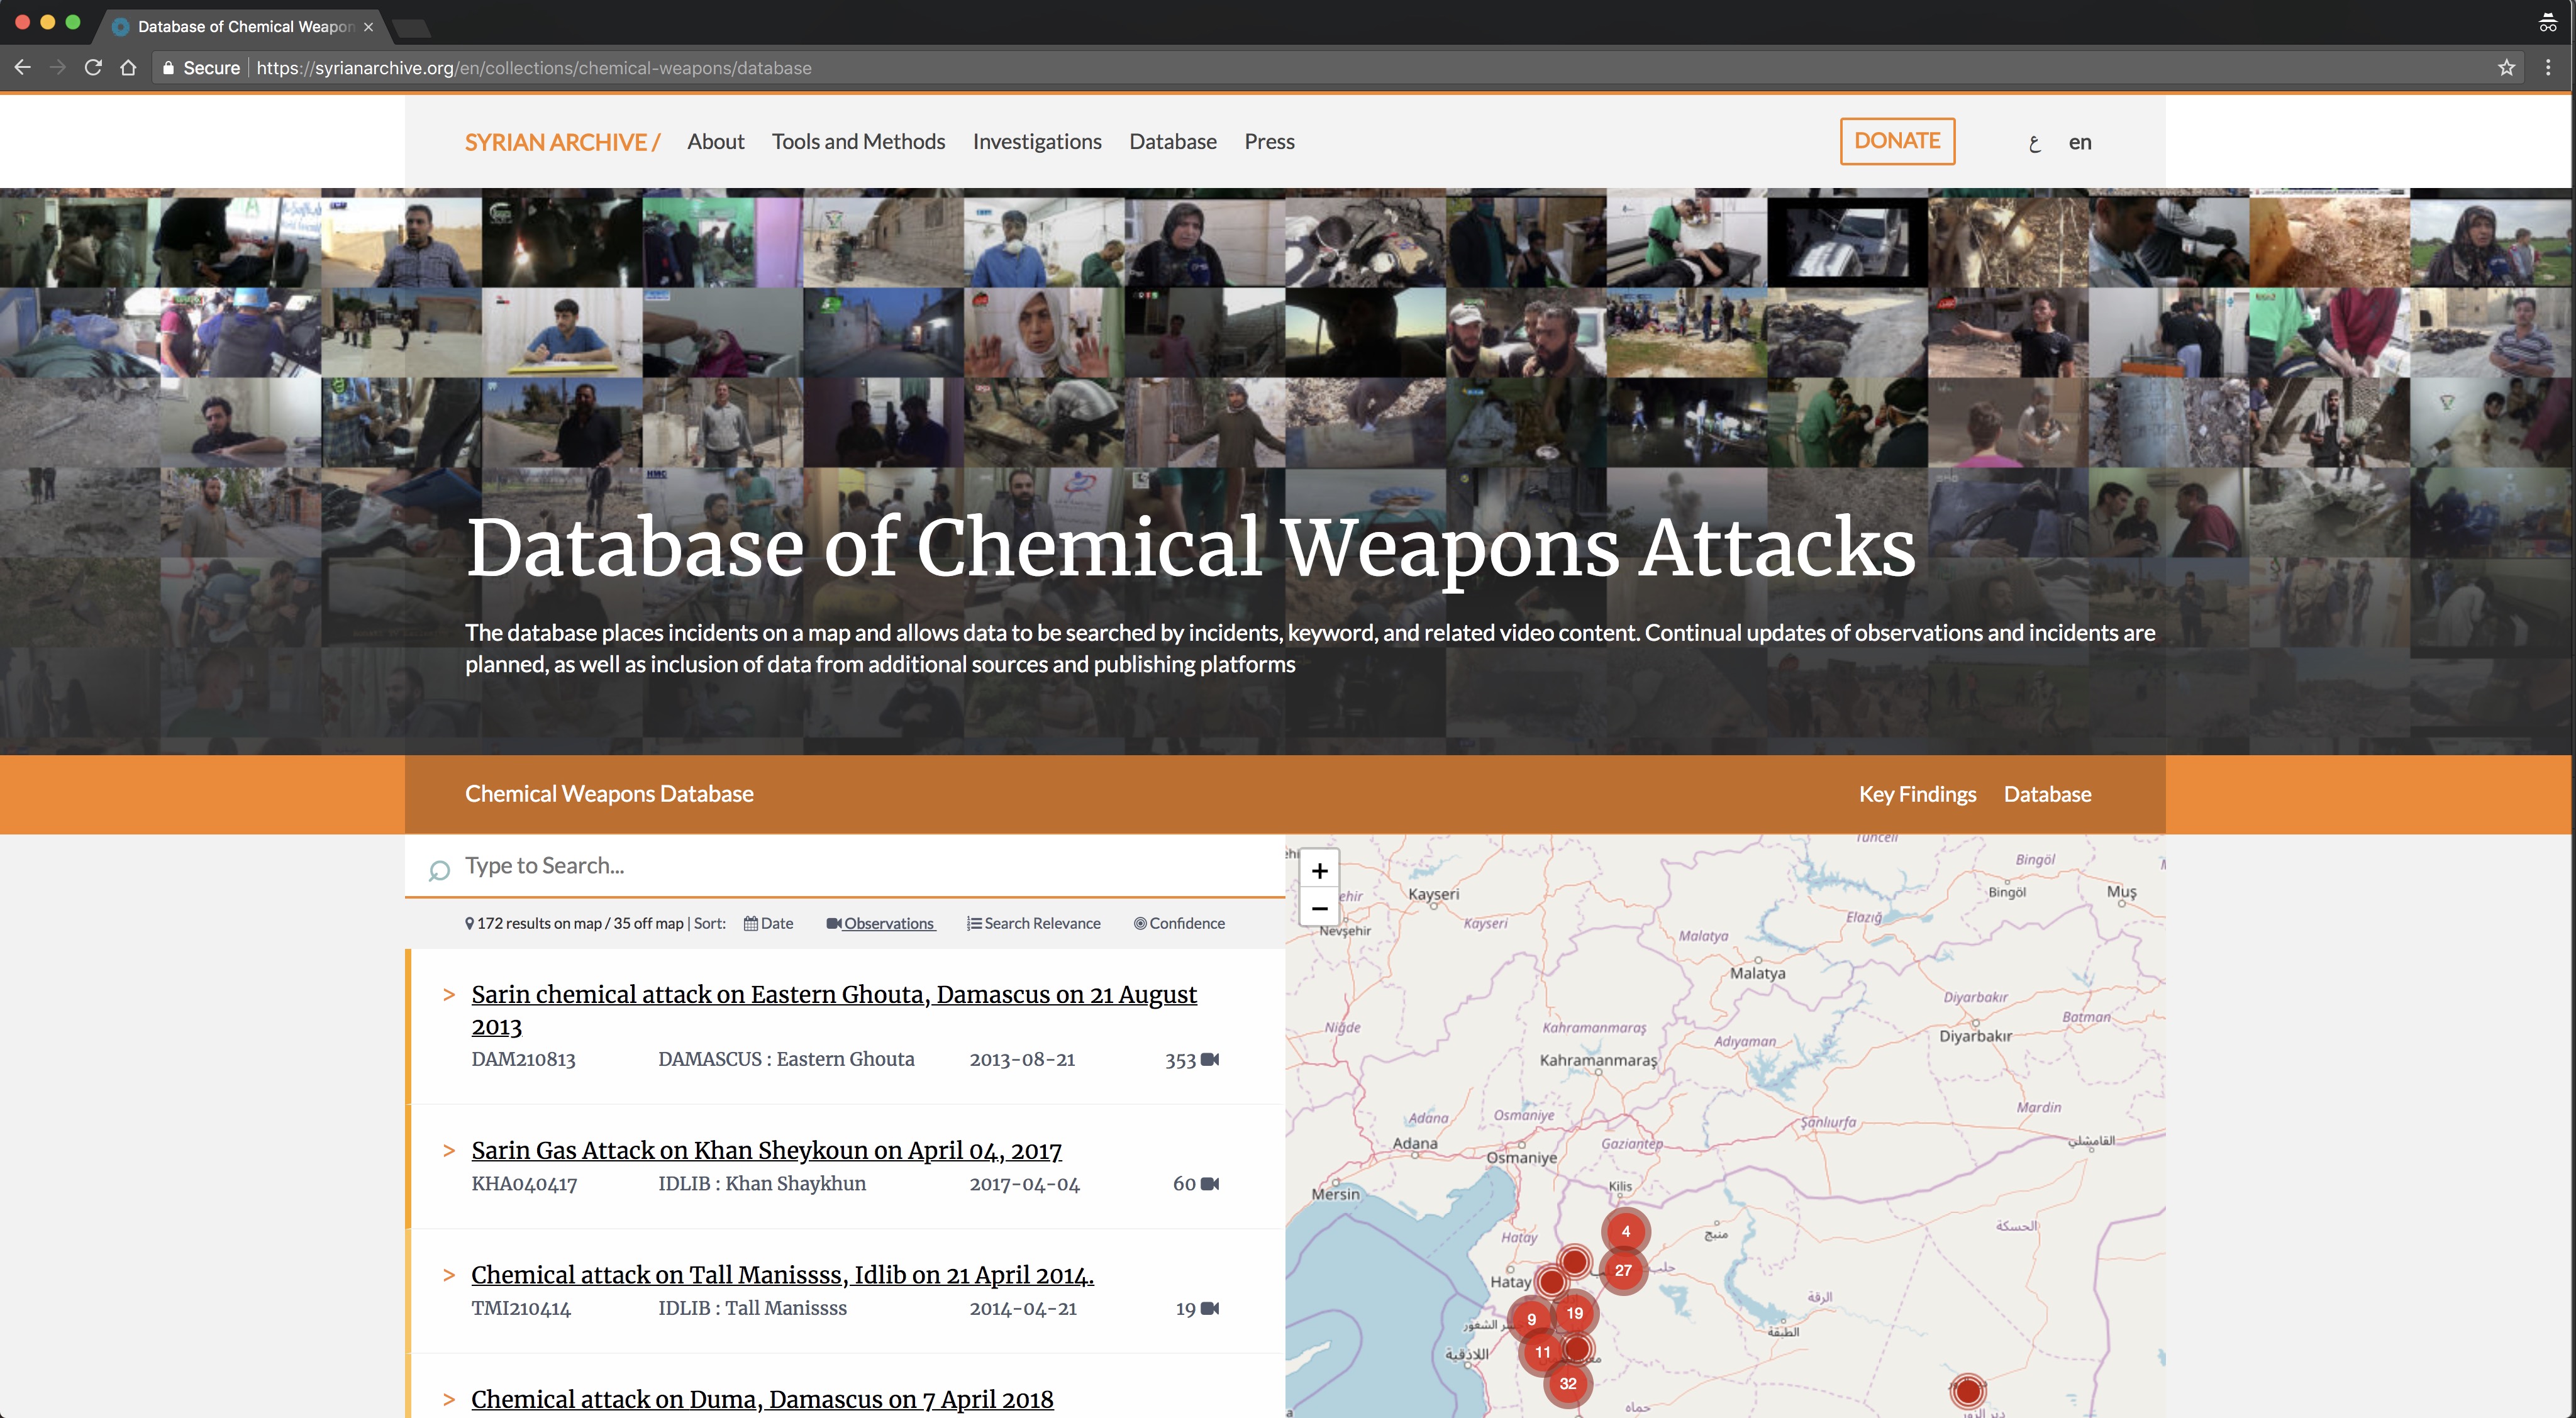 Database of Chemical Weapon
Secure
https://syrianarchive.org/en/collections/chemical-weapons/database
SYRIAN ARCHIVE / About Tools and Methods Investigations Database Press DONATE ع en
HMC
Database of Chemical Weapons Attacks
The database places incidents on a map and allows data to be searched by incidents, keyword, and related video content. Continual updates of observations and incidents are
planned, as well as inclusion of data from additional sources and publishing platforms
Chemical Weapons Database Key Findings Database
Type to Search...
172 results on map / 35 off map | Sort: Date Observations Search Relevance Confidence
> Sarin chemical attack on Eastern Ghouta, Damascus on 21 August
2013
DAM210813 DAMASCUS : Eastern Ghouta 2013-08-21 353
> Sarin Gas Attack on Khan Sheykoun on April 04, 2017
KHA040417 IDLIB : Khan Shaykhun 2017-04-04 60
> Chemical attack on Tall Manissss, Idlib on 21 April 2014.
TMI210414 IDLIB : Tall Manissss 2014-04-21 19
> Chemical attack on Duma, Damascus on 7 April 2018
+
−
Tunceli
Bingöl
Bingöl
Muş
Kayseri
ehir
Kayseri
Nevşehir
Elazığ
Malatya
Malatya
Diyarbakır
Batman
Diyarbakır
Niğde
Kahramanmaraş
Adıyaman
Kahramanmaraş
Mardin
Adana
Osmaniye
Şanlıurfa
Gaziantep
Adana
القامشلي
Osmaniye
Kilis
Mersin
4
الحسكة
منبج
Hatay
27
حلب
Hatay
الرقة
19
9
الطبقة
11
اللاذقية
32
دير الزور
حماه